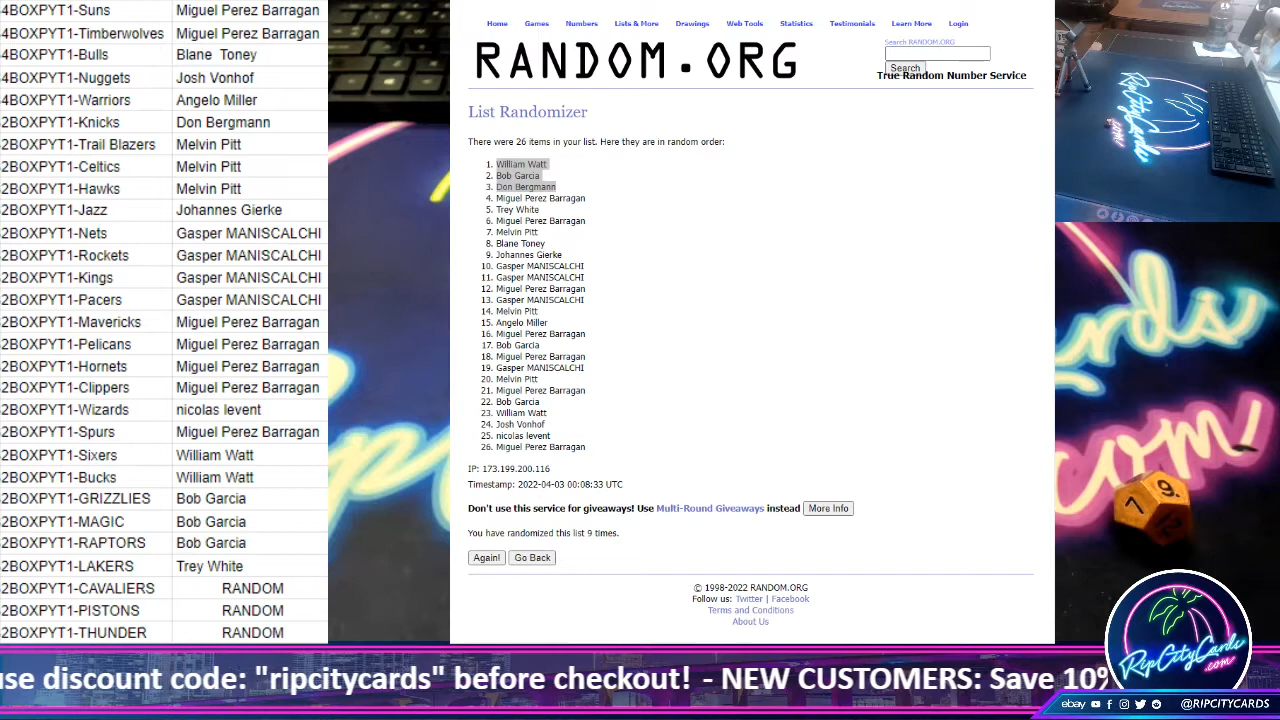 4BOXPYT1-Suns Miguel Perez Barragan
4BOXPYT1-Timberwolves Miguel Perez Barragan
4BOXPYT1-Bulls Blane Toney
4BOXPYT1-Nuggets Josh Vonhof
4BOXPYT1-Warriors Angelo Miller
4BOXPYT1-Knicks Don Bergmann
4BOXPYT1-Trail Blazers Melvin Pitt
4BOXPYT1-Celtics Melvin Pitt
4BOXPYT1-Hawks Melvin Pitt
2BOXPYT1-Jazz Johannes Gierke
2BOXPYT1-Nets Gasper MANISCALCHI
2BOXPYT1-Rockets Gasper MANISCALCHI
2BOXPYT1-Kings Gasper MANISCALCHI
2BOXPYT1-Pacers Gasper MANISCALCHI
2BOXPYT1-Mavericks Miguel Perez Barragan
2BOXPYT1-Pelicans Miguel Perez Barragan
2BOXPYT1-Hornets Miguel Perez Barragan
2BOXPYT1-Clippers Miguel Perez Barragan
2BOXPYT1-Wizards nicolas levent
2BOXPYT1-Spurs Miguel Perez Barragan
2BOXPYT1-Sixers William Watt
2BOXPYT1-Bucks William Watt
2BOXPYT1-GRIZZLIES Bob Garcia
2BOXPYT1-MAGIC Bob Garcia
2BOXPYT1-RAPTORS Bob Garcia
2BOXPYT1-LAKERS Trey White
2BOXPYT1-CAVALIERS RANDOM
2BOXPYT1-PISTONS RANDOM
2BOXPYT1-THUNDER RANDOM
Home Games Numbers Lists & More Drawings Web Tools Statistics Testimonials Learn More Login
Search RANDOM.ORG
RANDOM.ORG
Search
True Random Number Service
List Randomizer
There were 26 items in your list. Here they are in random order:
1. William Watt
2. Bob Garcia
3. Don Bergmann
4. Miguel Perez Barragan
5. Trey White
6. Miguel Perez Barragan
7. Melvin Pitt
8. Blane Toney
9. Johannes Gierke
10. Gasper MANISCALCHI
11. Gasper MANISCALCHI
12. Miguel Perez Barragan
13. Gasper MANISCALCHI
14. Melvin Pitt
15. Angelo Miller
16. Miguel Perez Barragan
17. Bob Garcia
18. Miguel Perez Barragan
19. Gasper MANISCALCHI
20. Melvin Pitt
21. Miguel Perez Barragan
22. Bob Garcia
23. William Watt
24. Josh Vonhof
25. nicolas levent
26. Miguel Perez Barragan
IP: 173.199.200.116
Timestamp: 2022-04-03 00:08:33 UTC
Don't use this service for giveaways! Use Multi-Round Giveaways instead More Info
You have randomized this list 9 times.
Again! Go Back
© 1998-2022 RANDOM.ORG
Follow us: Twitter | Facebook
Terms and Conditions
About Us
RipCityCards
.com
use discount code: "ripcitycards" before checkout! - NEW CUSTOMERS: Save 10%
ebay @RIPCITYCARDS